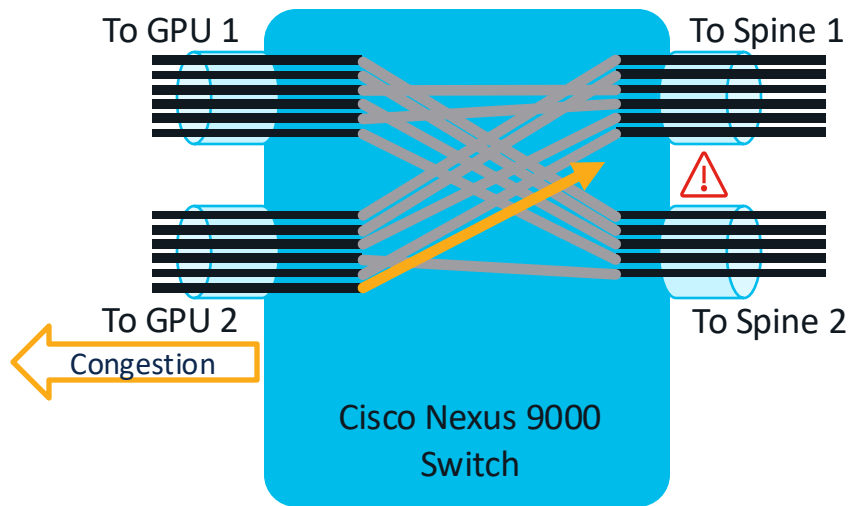 To GPU 1
To Spine 1
To GPU 2
To Spine 2
Congestion
Cisco Nexus 9000
Switch